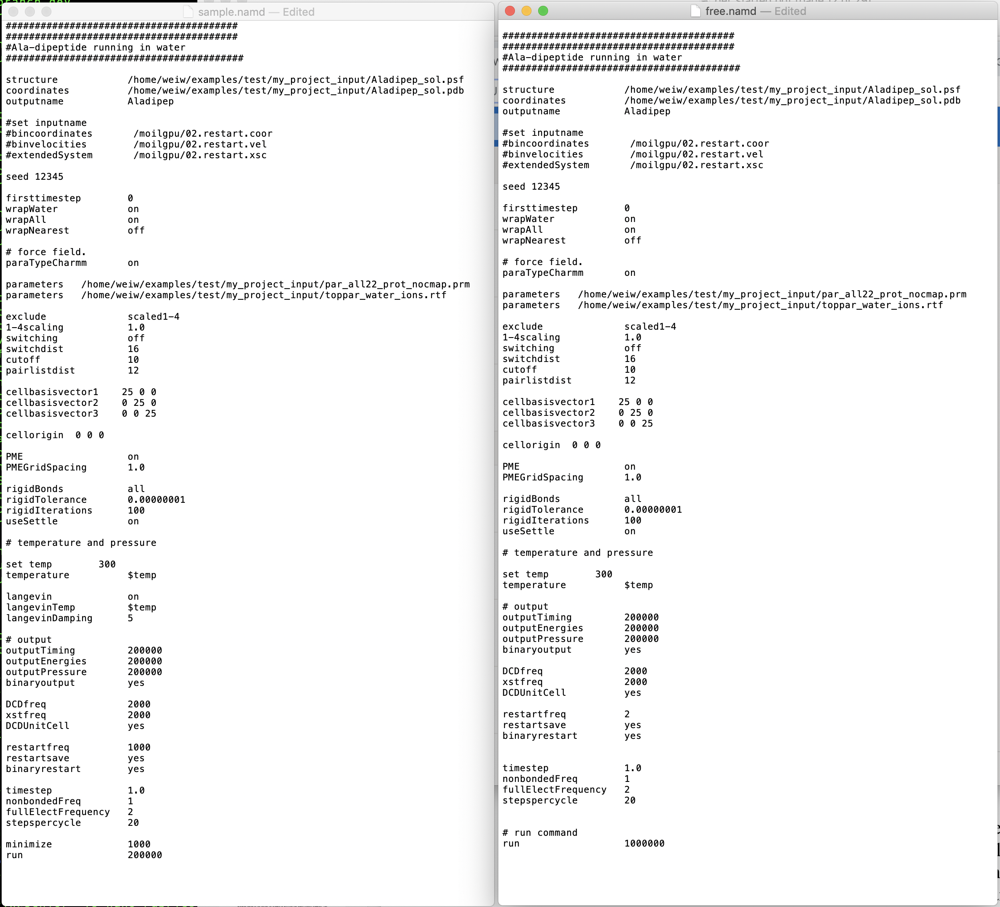 sample.namd — Edited
#######################################
#######################################
#Ala-dipeptide running in water
########################################
structure /home/weiw/examples/test/my_project_input/Aladipep_sol.psf
coordinates /home/weiw/examples/test/my_project_input/Aladipep_sol.pdb
outputname Aladipep
#set inputname
#bincoordinates /moilgpu/02.restart.coor
#binvelocities /moilgpu/02.restart.vel
#extendedSystem /moilgpu/02.restart.xsc
seed 12345
firsttimestep 0
wrapWater on
wrapAll on
wrapNearest off
# force field.
paraTypeCharmm on
parameters /home/weiw/examples/test/my_project_input/par_all22_prot_nocmap.prm
parameters /home/weiw/examples/test/my_project_input/toppar_water_ions.rtf
exclude scaled1-4
1-4scaling 1.0
switching off
switchdist 16
cutoff 10
pairlistdist 12
cellbasisvector1 25 0 0
cellbasisvector2 0 25 0
cellbasisvector3 0 0 25
cellorigin 0 0 0
PME on
PMEGridSpacing 1.0
rigidBonds all
rigidTolerance 0.00000001
rigidIterations 100
useSettle on
# temperature and pressure
set temp 300
temperature $temp
langevin on
langevinTemp $temp
langevinDamping 5
# output
outputTiming 200000
outputEnergies 200000
outputPressure 200000
binaryoutput yes
DCDfreq 2000
xstfreq 2000
DCDUnitCell yes
restartfreq 1000
restartsave yes
binaryrestart yes
timestep 1.0
nonbondedFreq 1
fullElectFrequency 2
stepspercycle 20
minimize 1000
run 200000
free.namd — Edited
#######################################
#######################################
#Ala-dipeptide running in water
########################################
structure /home/weiw/examples/test/my_project_input/Aladipep_sol.psf
coordinates /home/weiw/examples/test/my_project_input/Aladipep_sol.pdb
outputname Aladipep
#set inputname
#bincoordinates /moilgpu/02.restart.coor
#binvelocities /moilgpu/02.restart.vel
#extendedSystem /moilgpu/02.restart.xsc
seed 12345
firsttimestep 0
wrapWater on
wrapAll on
wrapNearest off
# force field.
paraTypeCharmm on
parameters /home/weiw/examples/test/my_project_input/par_all22_prot_nocmap.prm
parameters /home/weiw/examples/test/my_project_input/toppar_water_ions.rtf
exclude scaled1-4
1-4scaling 1.0
switching off
switchdist 16
cutoff 10
pairlistdist 12
cellbasisvector1 25 0 0
cellbasisvector2 0 25 0
cellbasisvector3 0 0 25
cellorigin 0 0 0
PME on
PMEGridSpacing 1.0
rigidBonds all
rigidTolerance 0.00000001
rigidIterations 100
useSettle on
# temperature and pressure
set temp 300
temperature $temp
# output
outputTiming 200000
outputEnergies 200000
outputPressure 200000
binaryoutput yes
DCDfreq 2000
xstfreq 2000
DCDUnitCell yes
restartfreq 2
restartsave yes
binaryrestart yes
timestep 1.0
nonbondedFreq 1
fullElectFrequency 2
stepspercycle 20
# run command
run 1000000